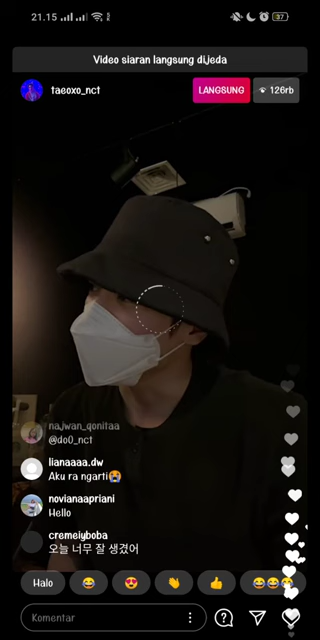 21.15
37
Video siaran langsung dijeda
taeoxo_nct
LANGSUNG
126rb
najwan_qonitaa
@do0_nct
lianaaaa.dw
Aku ra ngarti😭
novianaapriani
Hello
cremeiyboba
오늘 너무 잘 생겼어
Halo
Komentar